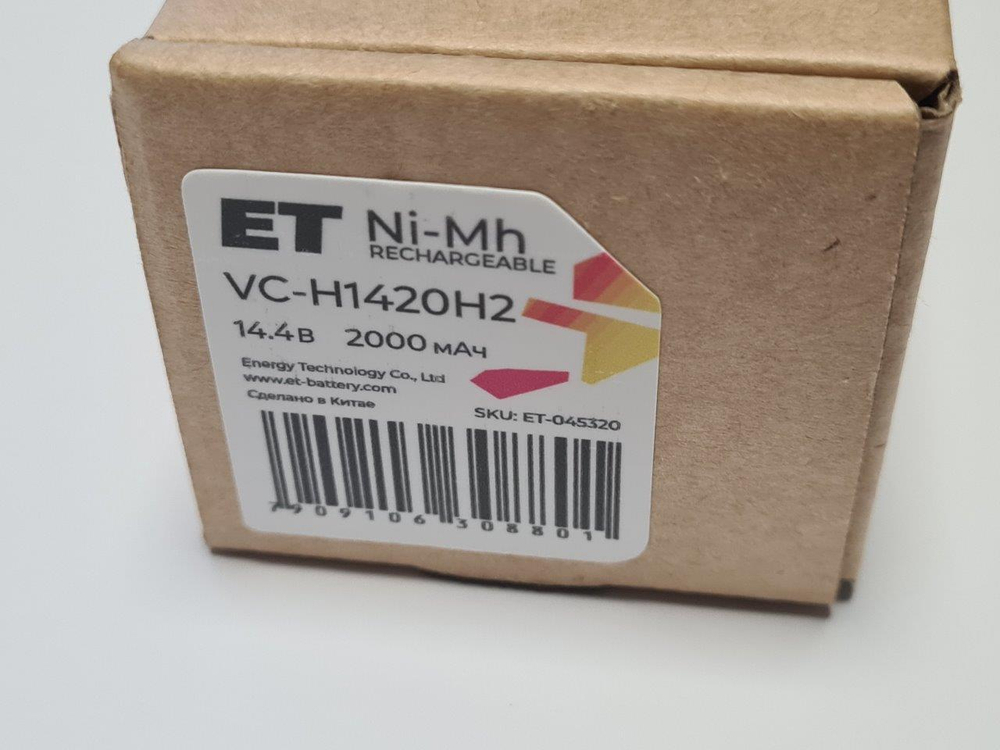 ET Ni-Mh
RECHARGEABLE
VC-H1420H2
14.4В 2000 мАч
Energy Technology Co., Ltd
www.et-battery.com
Сделано в Китае
SKU: ET-045320
7909106308801